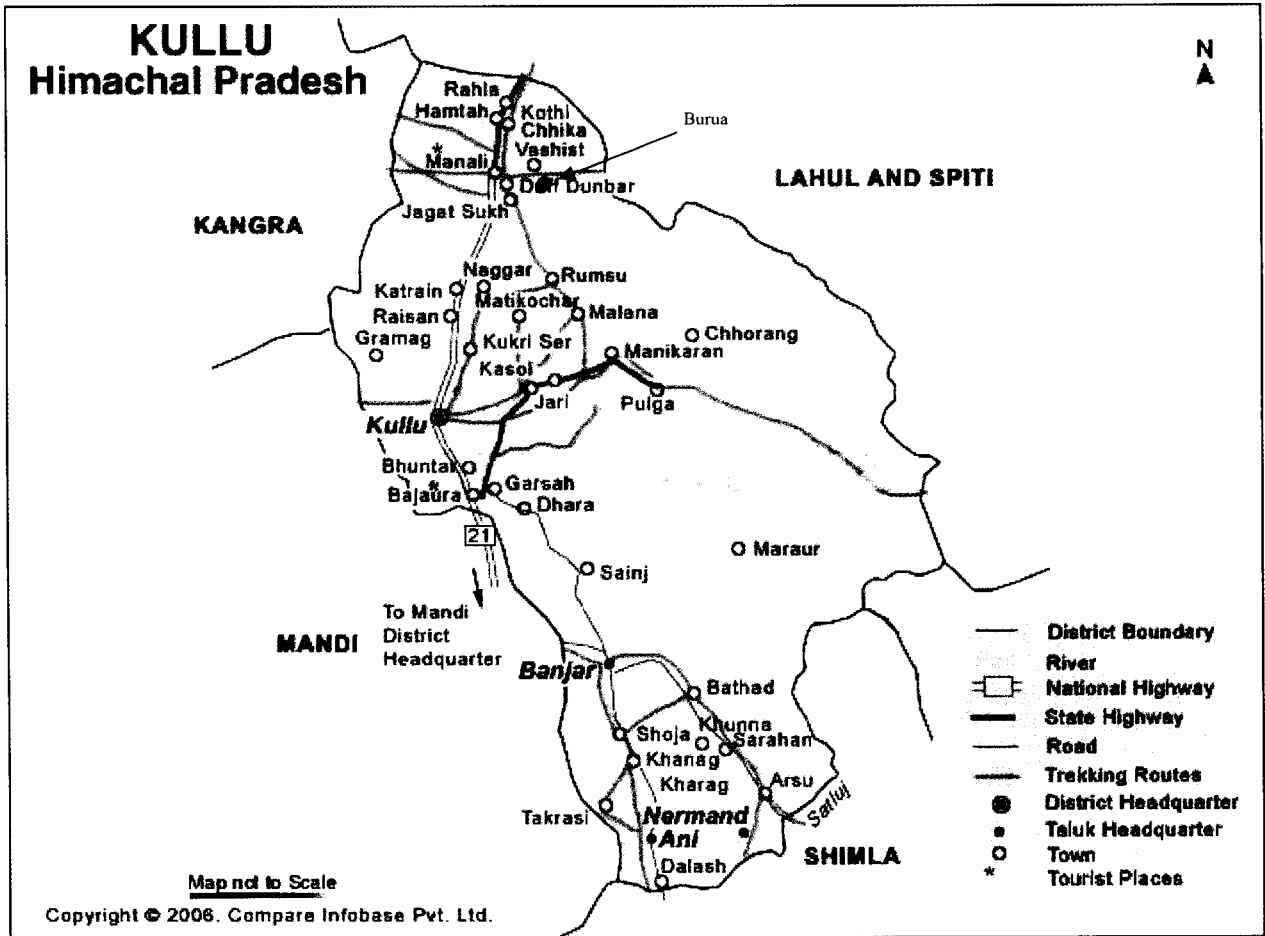 KULLU
Himachal Pradesh
N
Rahla
Hamtah
Kothi
Chhika
Burua
Vashist
Manali
Duff Dunbar
LAHUL AND SPITI
Jagat Sukh
KANGRA
Naggar
Rumsu
Katrain
Matikochar
Malana
Raisan
Chhorang
Gramag
Kukri Ser
Manikaran
Kasol
Jari
Pulga
Kullu
Bhuntar
Garsah
Bajaura
Dhara
21
Maraur
Sainj
To Mandi
District
Headquarter
MANDI
District Boundary
River
National Highway
State Highway
Road
Trekking Routes
District Headquarter
Taluk Headquarter
Town
Tourist Places
Banjar
Bathad
Khunna
Shoja
Sarahan
Khanag
Kharag
Arsu
Takrasi
Nermand
Satluj
Ani
SHIMLA
Dalash
Map not to Scale
Copyright © 2006. Compare Infobase Pvt. Ltd.